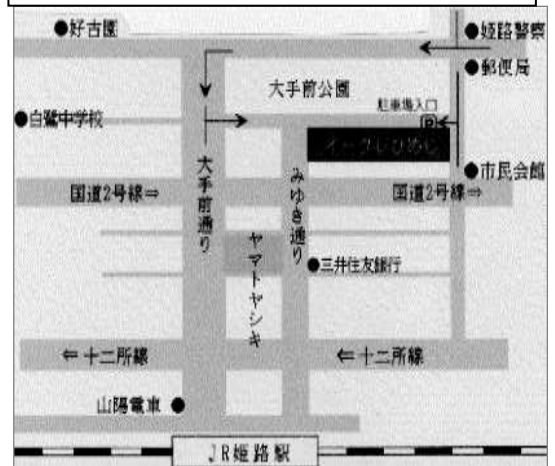 ●好古園
●姫路警察
●郵便局
大手前公園
駐車場入口
P
●白鷺中学校
イーグレひめじ
●市民会館
国道2号線⇒
国道2号線⇒
大手前通り
みゆき通り
ヤマトヤシキ
●三井住友銀行
⇐十二所線
⇐十二所線
山陽電車●
JR姫路駅